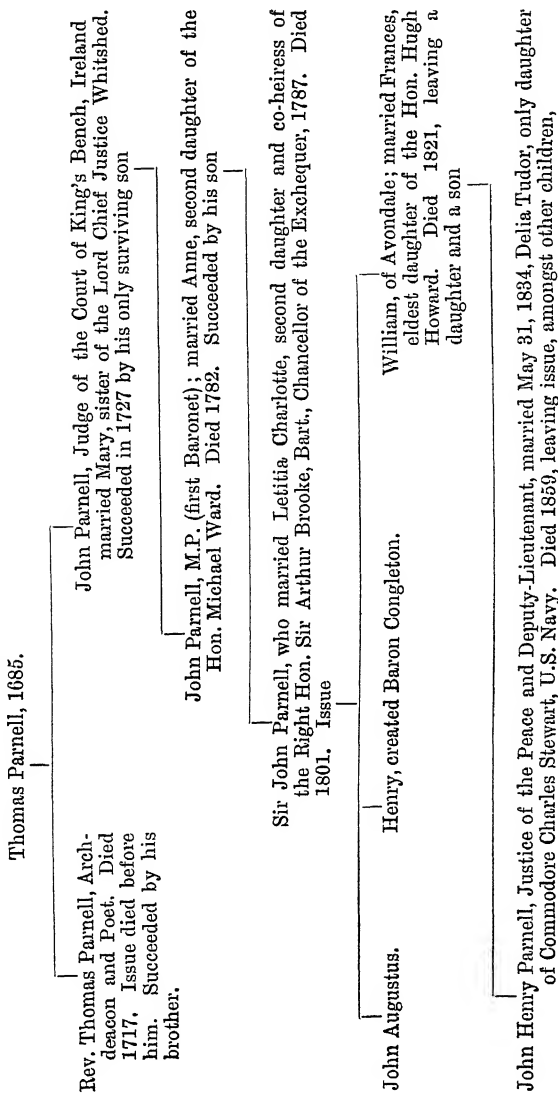 Thomas Parnell, 1685.
Rev. Thomas Parnell, Arch-
deacon and Poet. Died
1717. Issue died before
him. Succeeded by his
brother.
John Parnell, Judge of the Court of King's Bench, Ireland
married Mary, sister of the Lord Chief Justice Whitshed.
Succeeded in 1727 by his only surviving son
John Parnell, M.P. (first Baronet); married Anne, second daughter of the
Hon. Michael Ward. Died 1782. Succeeded by his son
Sir John Parnell, who married Letitia Charlotte, second daughter and co-heiress of
the Right Hon. Sir Arthur Brooke, Bart., Chancellor of the Exchequer, 1787. Died
1801. Issue
John Augustus.
Henry, created Baron Congleton.
William, of Avondale; married Frances,
eldest daughter of the Hon. Hugh
Howard. Died 1821, leaving a
daughter and a son
John Henry Parnell, Justice of the Peace and Deputy-Lieutenant, married May 31, 1834, Delia Tudor, only daughter
of Commodore Charles Stewart, U.S. Navy. Died 1859, leaving issue, amongst other children,